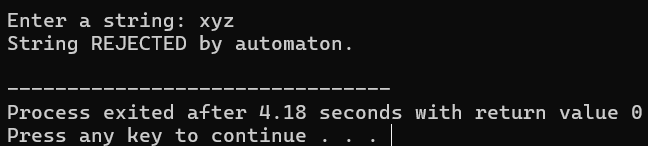 Enter a string: xyz
String REJECTED by automaton.
--------------------------------
Process exited after 4.18 seconds with return value 0
Press any key to continue . . .